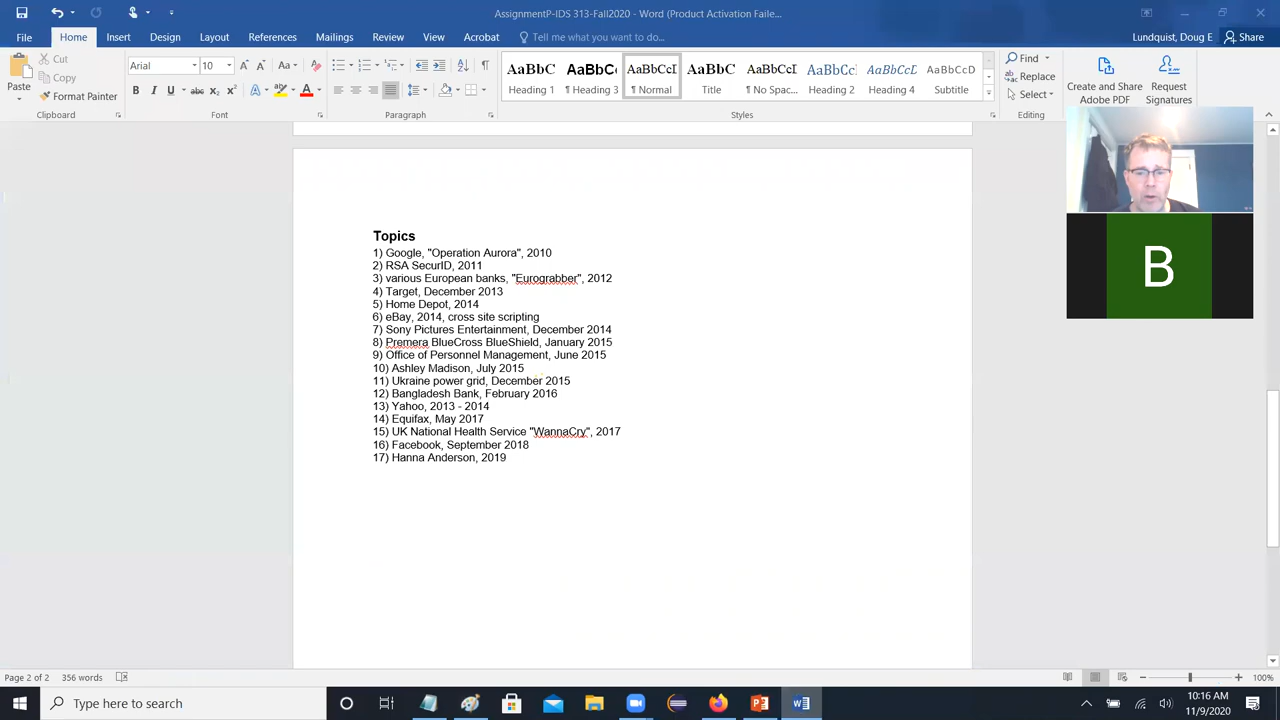 AssignmentP-IDS 313-Fall2020 - Word (Product Activation Faile...
Lundquist, Doug E
Share
File Home Insert Design Layout References Mailings Review View Acrobat Tell me what you want to do...
Paste
Cut
Copy
Format Painter
Clipboard
Arial 10
Font
Paragraph
AaBbC AaBbC AaBbCcI AaBbC AaBbCcI AaBbCcI AaBbCcI AaBbCcD
Heading 1 ¶ Heading 3 ¶ Normal Title ¶ No Spac... Heading 2 Heading 4 Subtitle
Styles
Find
Replace
Select
Editing
Create and Share Adobe PDF
Request Signatures
B
Topics
1) Google, "Operation Aurora", 2010
2) RSA SecurID, 2011
3) various European banks, "Eurograbber", 2012
4) Target, December 2013
5) Home Depot, 2014
6) eBay, 2014, cross site scripting
7) Sony Pictures Entertainment, December 2014
8) Premera BlueCross BlueShield, January 2015
9) Office of Personnel Management, June 2015
10) Ashley Madison, July 2015
11) Ukraine power grid, December 2015
12) Bangladesh Bank, February 2016
13) Yahoo, 2013 - 2014
14) Equifax, May 2017
15) UK National Health Service "WannaCry", 2017
16) Facebook, September 2018
17) Hanna Anderson, 2019
Page 2 of 2 356 words
100%
Type here to search
10:16 AM
11/9/2020